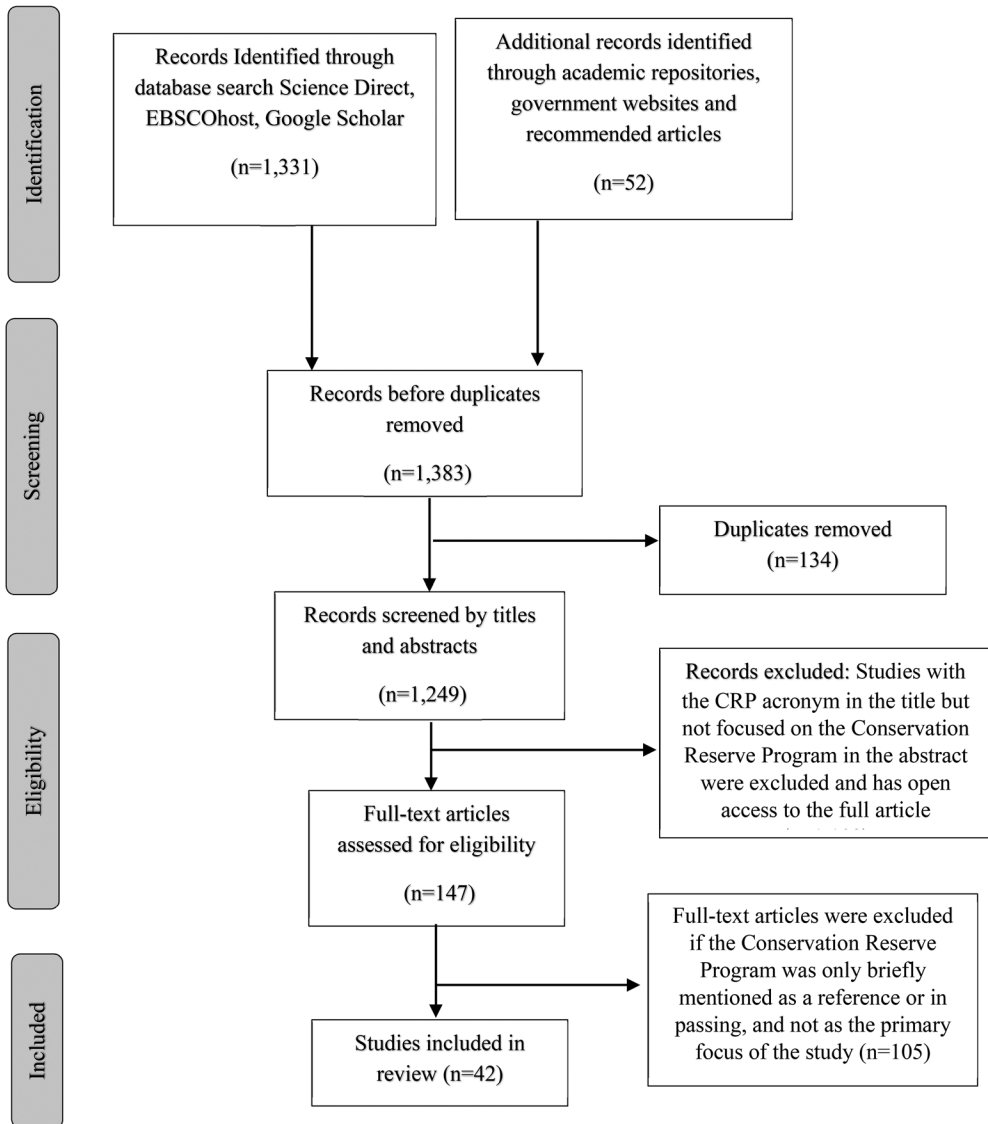 Identification
Records Identified through
database search Science Direct,
EBSCOhost, Google Scholar
(n=1,331)
Additional records identified
through academic repositories,
government websites and
recommended articles
(n=52)
Screening
Records before duplicates
removed
(n=1,383)
Duplicates removed
(n=134)
Records screened by titles
and abstracts
(n=1,249)
Eligibility
Records excluded: Studies with
the CRP acronym in the title but
not focused on the Conservation
Reserve Program in the abstract
were excluded and has open
access to the full article
Full-text articles
assessed for eligibility
(n=147)
Full-text articles were excluded
if the Conservation Reserve
Program was only briefly
mentioned as a reference or in
passing, and not as the primary
focus of the study (n=105)
Included
Studies included in
review (n=42)